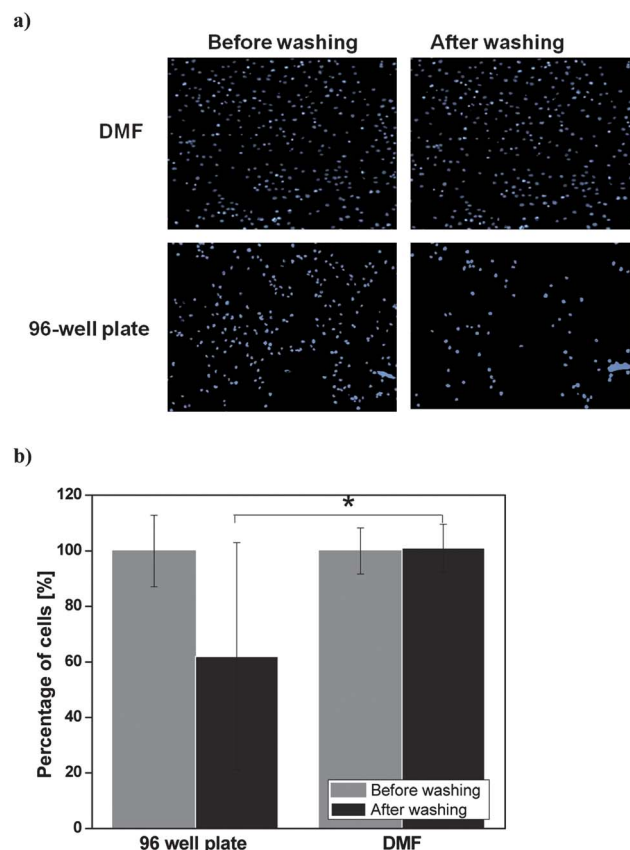 a)
Before washing
After washing
DMF
96-well plate
b)
120
100
80
60
40
20
0
Percentage of cells [%]
*
Before washing
After washing
96 well plate
DMF